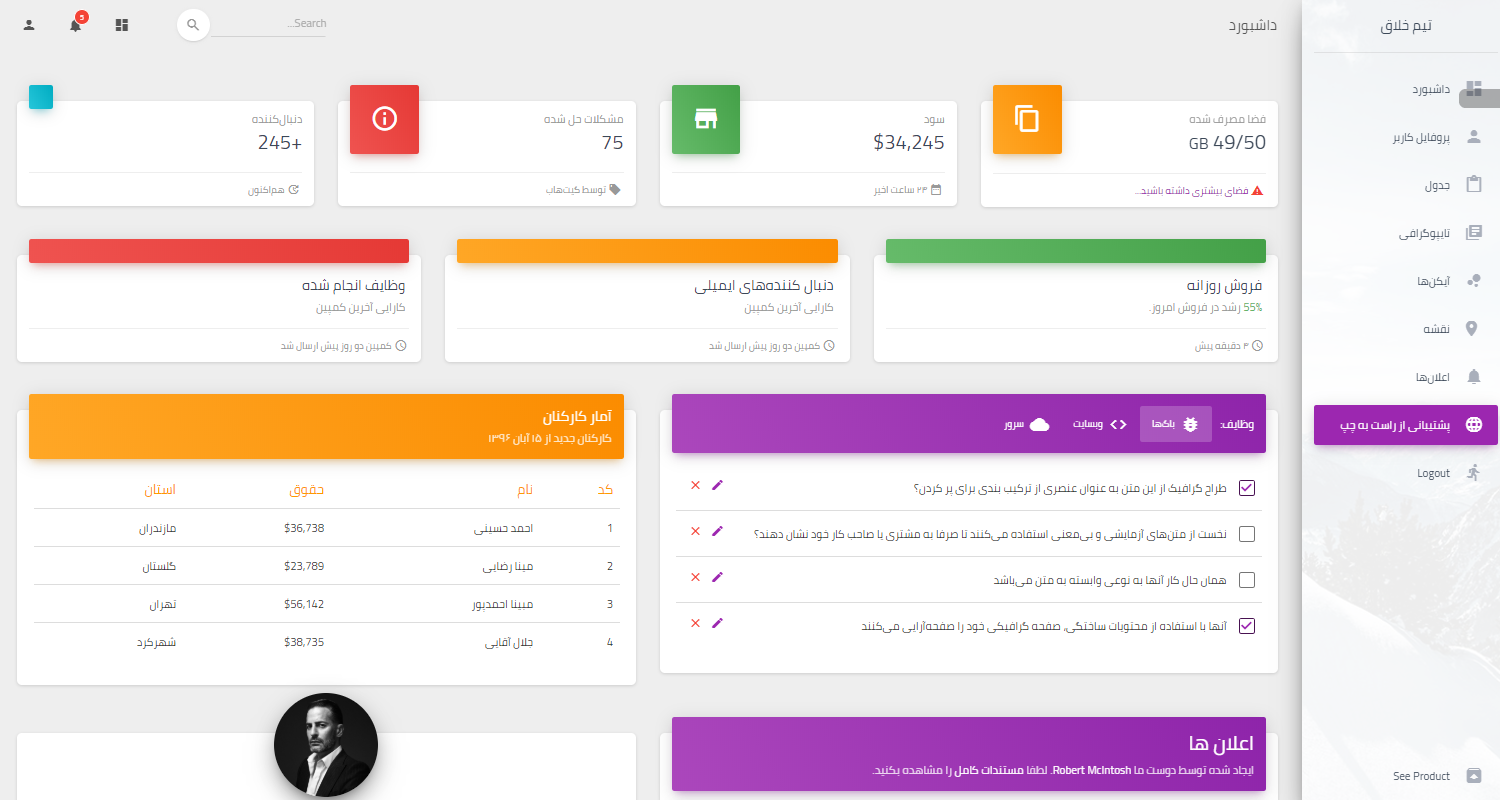 تیم خلاق
داشبورد
پروفایل کاربر
جدول
تایپوگرافی
آیکن‌ها
نقشه
اعلان‌ها
پشتیبانی از راست به چپ
Logout
See Product
داشبورد
Search...
5
فضا مصرف شده
49/50 GB
فضای بیشتری داشته باشید...
سود
$34,245
۲۴ ساعت اخیر
مشکلات حل شده
75
توسط گیت‌هاب
دنبال‌کننده
+245
هم‌اکنون
فروش روزانه
55% رشد در فروش امروز.
۴ دقیقه پیش
دنبال کننده‌های ایمیلی
کارایی آخرین کمپین
کمپین دو روز پیش ارسال شد
وظایف انجام شده
کارایی آخرین کمپین
کمپین دو روز پیش ارسال شد
وظایف:
باگ‌ها
وبسایت
سرور
طراح گرافیک از این متن به عنوان عنصری از ترکیب بندی برای پر کردن؟
نخست از متن‌های آزمایشی و بی‌معنی استفاده می‌کنند تا صرفا به مشتری یا صاحب کار خود نشان دهند؟
همان حال کار آنها به نوعی وابسته به متن می‌باشد
آنها با استفاده از محتویات ساختگی، صفحه گرافیکی خود را صفحه‌آرایی می‌کنند
آمار کارکنان
کارکنان جدید از ۱۵ آبان ۱۳۹۶
کد نام حقوق استان
1 احمد حسینی $36,738 مازندران
2 مینا رضایی $23,789 گلستان
3 مبینا احمدپور $56,142 تهران
4 جلال آقایی $38,735 شهرکرد
اعلان ها
ایجاد شده توسط دوست ما Robert McIntosh. لطفا مستندات کامل را مشاهده بکنید.